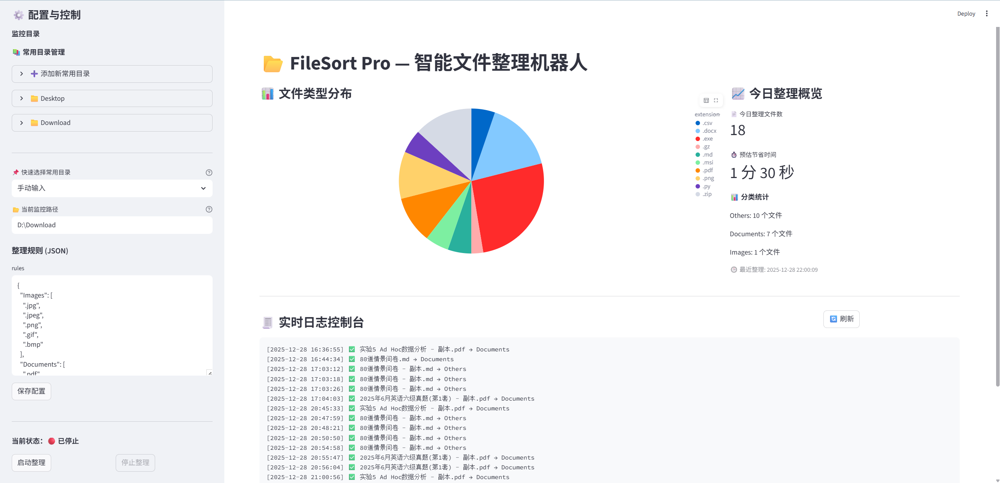 配置与控制
监控目录
常用目录管理
添加新常用目录
Desktop
Download
快速选择常用目录
手动输入
当前监控路径
D:\Download
整理规则 (JSON)
rules
{
"Images": [
".jpg",
".jpeg",
".png",
".gif",
".bmp"
],
"Documents": [
".pdf"
保存配置
当前状态: 已停止
启动整理
停止整理
Deploy
FileSort Pro — 智能文件整理机器人
文件类型分布
extension
.csv
.docx
.exe
.gz
.md
.msi
.pdf
.png
.py
.zip
今日整理概览
今日整理文件数
18
预估节省时间
1 分 30 秒
分类统计
Others: 10 个文件
Documents: 7 个文件
Images: 1 个文件
最近整理: 2025-12-28 22:00:09
实时日志控制台
刷新
[2025-12-28 16:36:55] ✅ 实验5 Ad Hoc数据分析 - 副本.pdf → Documents
[2025-12-28 16:44:34] ✅ 80道情景问卷.md → Documents
[2025-12-28 17:03:12] ✅ 80道情景问卷 - 副本.md → Others
[2025-12-28 17:03:18] ✅ 80道情景问卷 - 副本.md → Others
[2025-12-28 17:03:26] ✅ 80道情景问卷 - 副本.md → Others
[2025-12-28 17:04:03] ✅ 2025年6月英语六级真题(第1套) - 副本.pdf → Documents
[2025-12-28 20:45:33] ✅ 实验5 Ad Hoc数据分析 - 副本.pdf → Documents
[2025-12-28 20:47:59] ✅ 80道情景问卷 - 副本.md → Others
[2025-12-28 20:48:21] ✅ 80道情景问卷 - 副本.md → Others
[2025-12-28 20:50:50] ✅ 80道情景问卷 - 副本.md → Others
[2025-12-28 20:54:58] ✅ 80道情景问卷 - 副本.md → Others
[2025-12-28 20:55:47] ✅ 2025年6月英语六级真题(第1套) - 副本.pdf → Documents
[2025-12-28 20:56:04] ✅ 2025年6月英语六级真题(第1套) - 副本.pdf → Documents
[2025-12-28 21:00:56] ✅ 实验5 Ad Hoc数据分析 - 副本.pdf → Documents